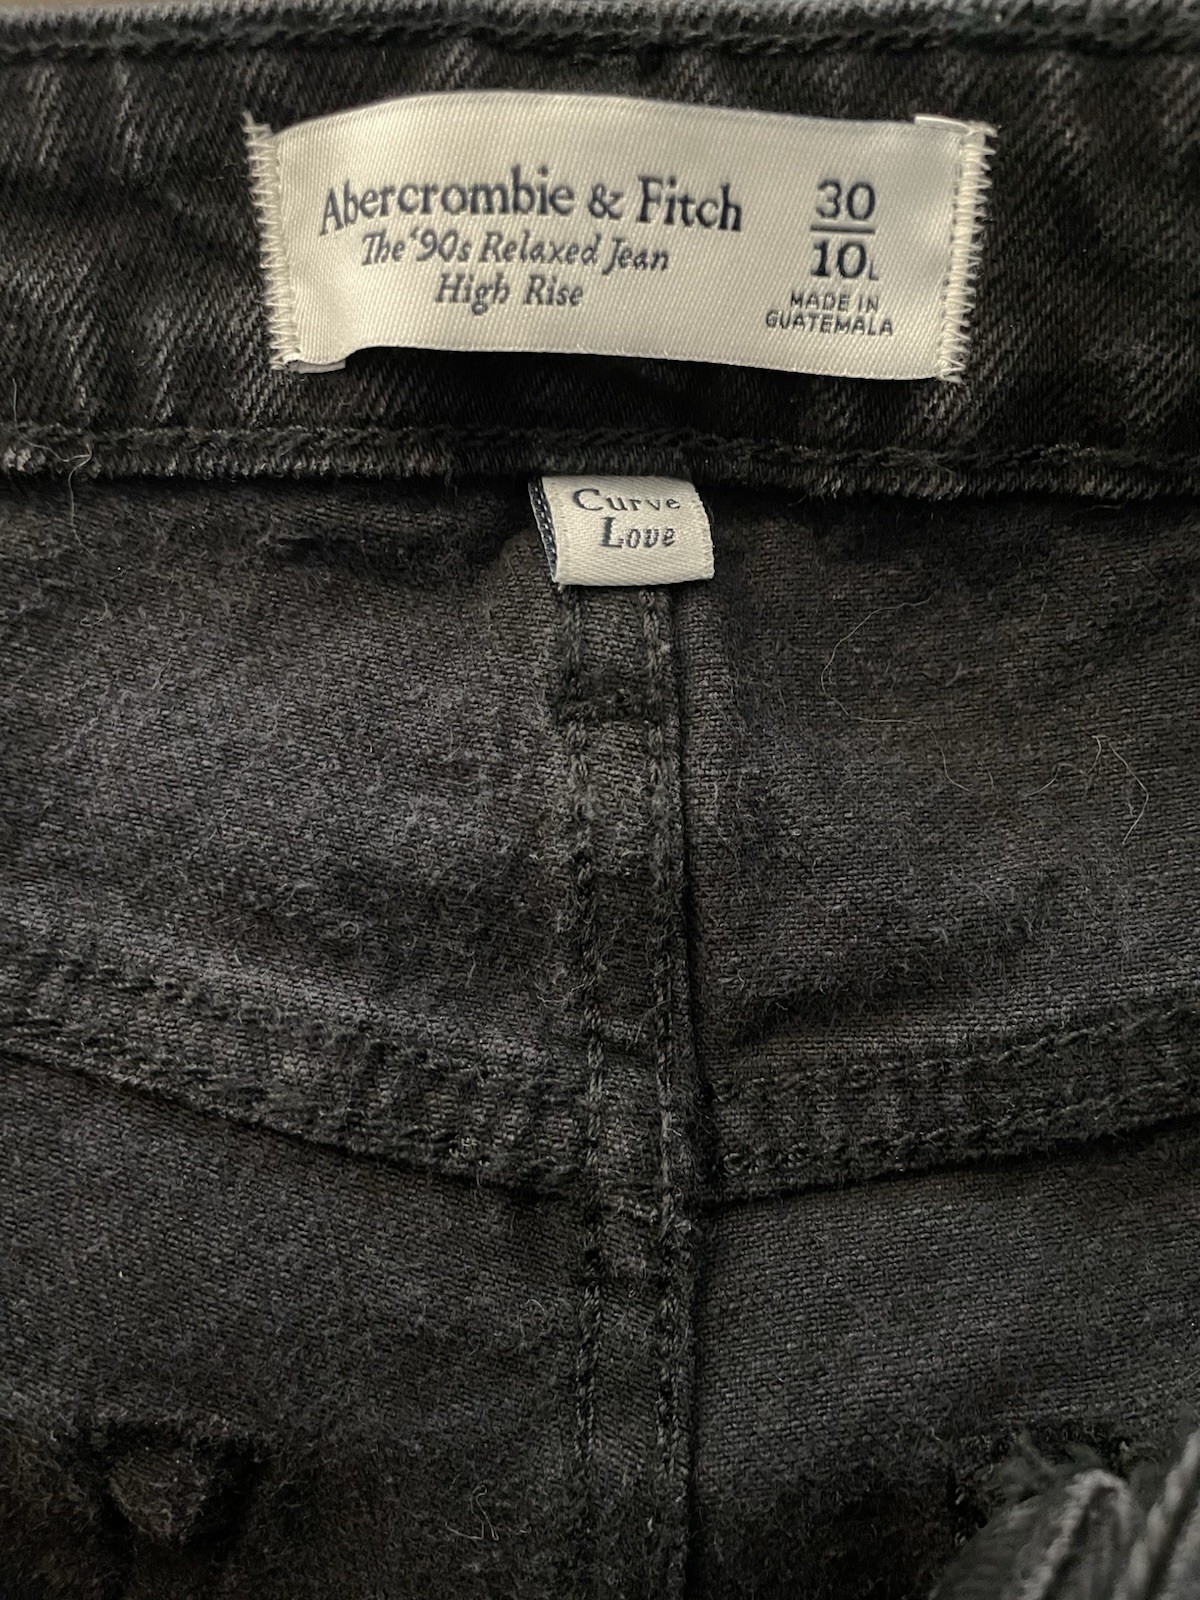 Abercrombie & Fitch
The '90s Relaxed Jean
High Rise
30
10L
MADE IN
GUATEMALA
Curve
Love